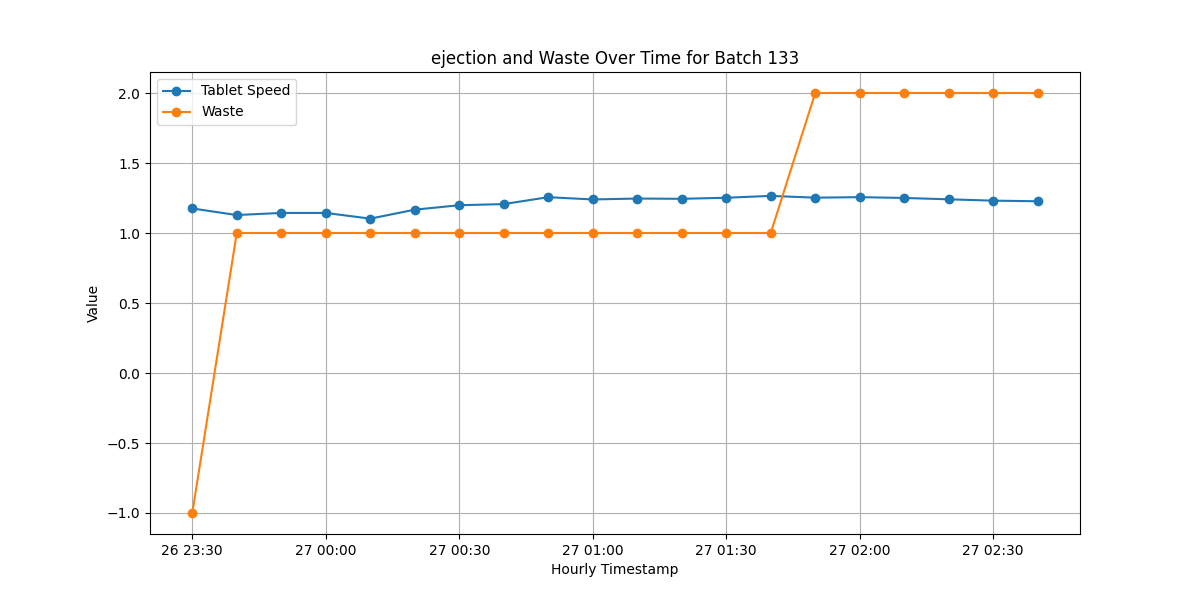 ejection and Waste Over Time for Batch 133
Tablet Speed
Waste
2.0
1.5
1.0
0.5
0.0
−0.5
−1.0
Value
26 23:30 27 00:00 27 00:30 27 01:00 27 01:30 27 02:00 27 02:30
Hourly Timestamp